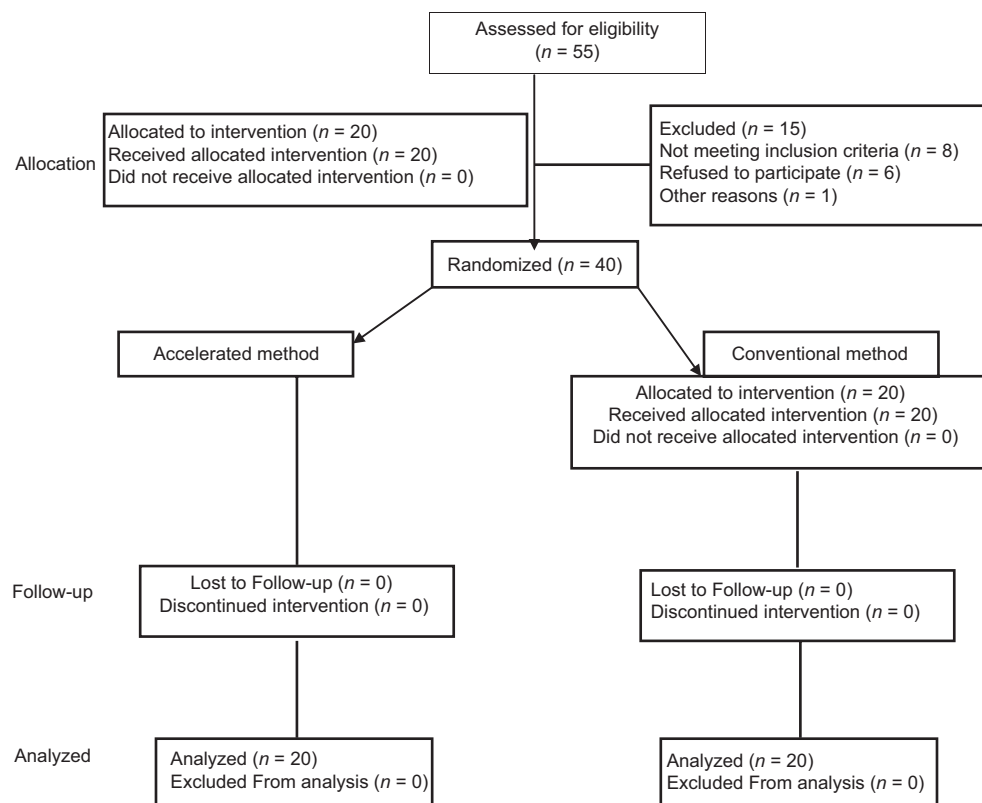 Assessed for eligibility
(n = 55)
Allocation
Allocated to intervention (n = 20)
Received allocated intervention (n = 20)
Did not receive allocated intervention (n = 0)
Excluded (n = 15)
Not meeting inclusion criteria (n = 8)
Refused to participate (n = 6)
Other reasons (n = 1)
Randomized (n = 40)
Accelerated method
Conventional method
Allocated to intervention (n = 20)
Received allocated intervention (n = 20)
Did not receive allocated intervention (n = 0)
Follow-up
Lost to Follow-up (n = 0)
Discontinued intervention (n = 0)
Lost to Follow-up (n = 0)
Discontinued intervention (n = 0)
Analyzed
Analyzed (n = 20)
Excluded From analysis (n = 0)
Analyzed (n = 20)
Excluded From analysis (n = 0)